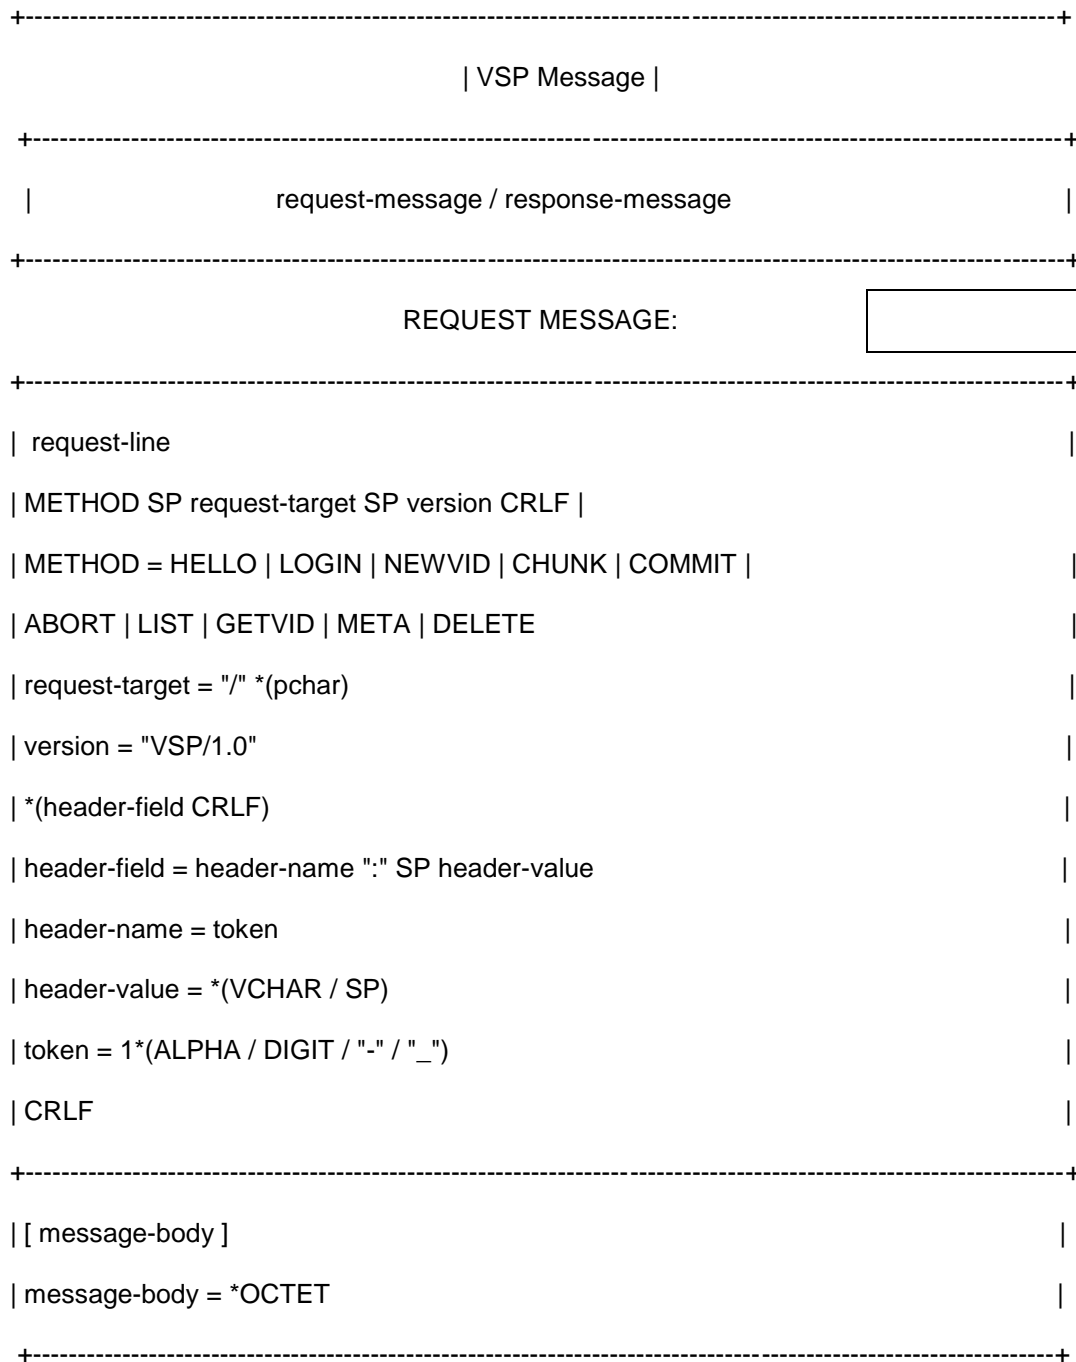 +---------------------------------------------------------------------------------------------------------------------+
| VSP Message |
+---------------------------------------------------------------------------------------------------------------------+
| request-message / response-message |
+---------------------------------------------------------------------------------------------------------------------+
REQUEST MESSAGE:
+---------------------------------------------------------------------------------------------------------------------+
| request-line |
| METHOD SP request-target SP version CRLF |
| METHOD = HELLO | LOGIN | NEWVID | CHUNK | COMMIT | |
| ABORT | LIST | GETVID | META | DELETE |
| request-target = "/" *(pchar) |
| version = "VSP/1.0" |
| *(header-field CRLF) |
| header-field = header-name ":" SP header-value |
| header-name = token |
| header-value = *(VCHAR / SP) |
| token = 1*(ALPHA / DIGIT / "-" / "_") |
| CRLF |
+---------------------------------------------------------------------------------------------------------------------+
| [ message-body ] |
| message-body = *OCTET |
+---------------------------------------------------------------------------------------------------------------------+